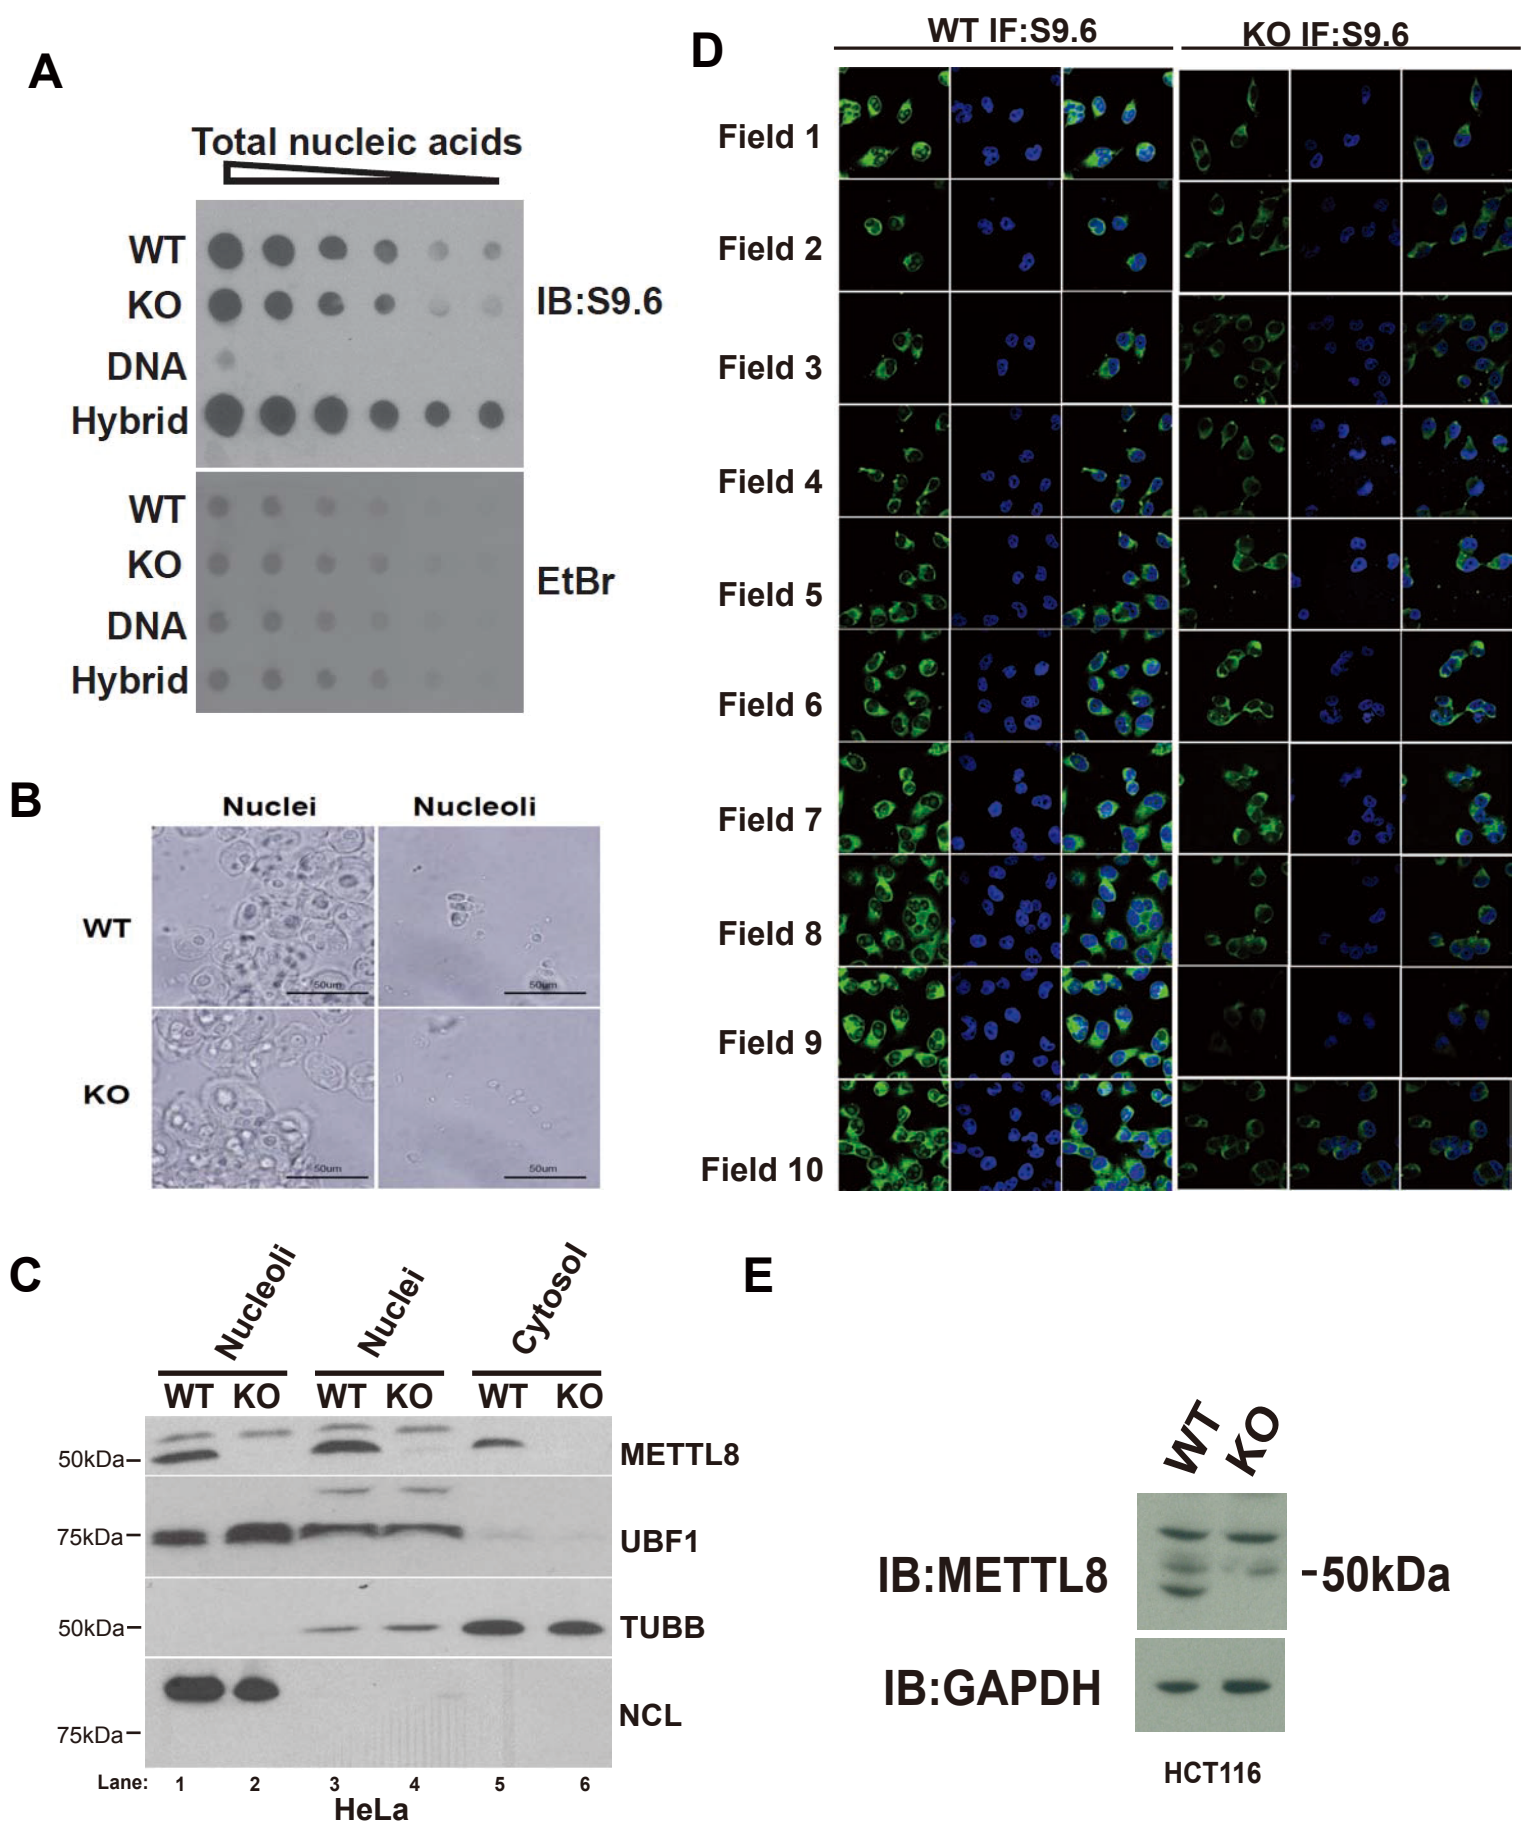 A
Total nucleic acids
WT
KO
DNA
Hybrid
IB:S9.6
WT
KO
DNA
Hybrid
EtBr
B
Nuclei Nucleoli
WT
50um 50um
KO
50um 50um
C
Nucleoli Nuclei Cytosol
WT KO WT KO WT KO
50kDa METTL8
75kDa UBF1
50kDa TUBB
75kDa NCL
Lane: 1 2 3 4 5 6
HeLa
D
WT IF:S9.6 KO IF:S9.6
Field 1
Field 2
Field 3
Field 4
Field 5
Field 6
Field 7
Field 8
Field 9
Field 10
E
WT KO
IB:METTL8 -50kDa
IB:GAPDH
HCT116